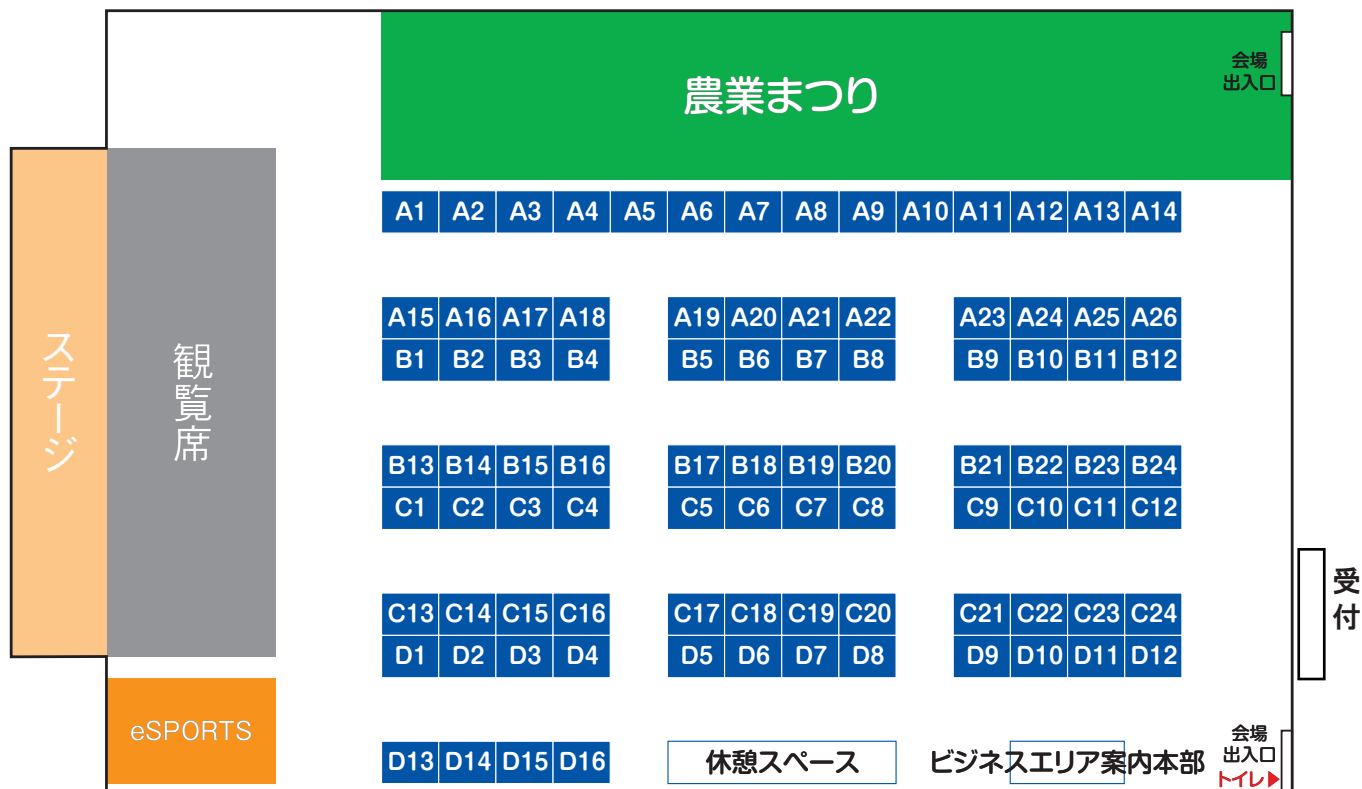 農業まつり
会場
出入口
A1 A2 A3 A4 A5 A6 A7 A8 A9 A10 A11 A12 A13 A14
A15 A16 A17 A18 A19 A20 A21 A22 A23 A24 A25 A26
B1 B2 B3 B4 B5 B6 B7 B8 B9 B10 B11 B12
ステージ
観覧席
B13 B14 B15 B16 B17 B18 B19 B20 B21 B22 B23 B24
C1 C2 C3 C4 C5 C6 C7 C8 C9 C10 C11 C12
受付
C13 C14 C15 C16 C17 C18 C19 C20 C21 C22 C23 C24
D1 D2 D3 D4 D5 D6 D7 D8 D9 D10 D11 D12
eSPORTS
D13 D14 D15 D16
休憩スペース
ビジネスエリア案内本部
会場
出入口
トイレ▶